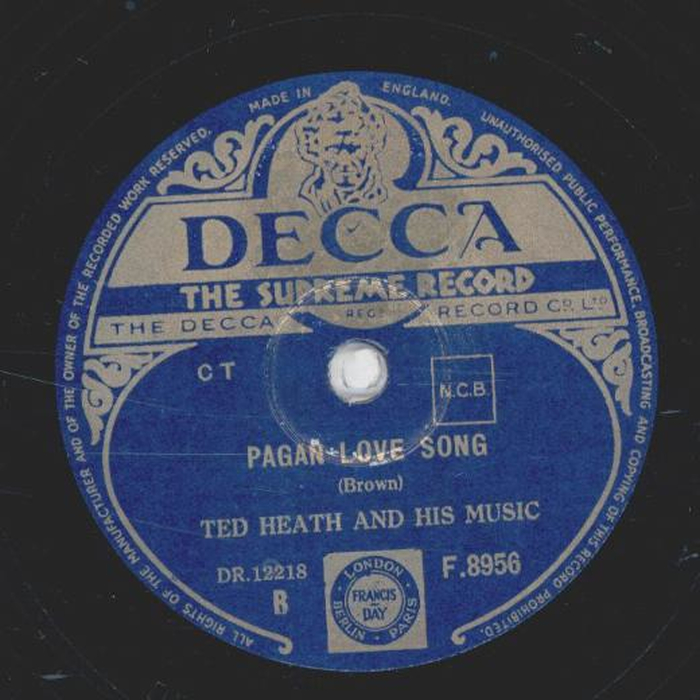 MADE IN ENGLAND. UNAUTHORISED PUBLIC PERFORMANCE, BROADCASTING AND COPYING OF THIS RECORD PROHIBITED.
ALL RIGHTS OF THE MANUFACTURER AND OF THE OWNER OF THE RECORDED WORK RESERVED.
DECCA
THE SUPREME RECORD
THE DECCA REGD RECORD CO. LTD
CT
N.C.B.
PAGAN LOVE SONG
(Brown)
TED HEATH AND HIS MUSIC
DR.12218
B
LONDON
FRANCIS
DAY
BERLIN • PARIS
F.8956